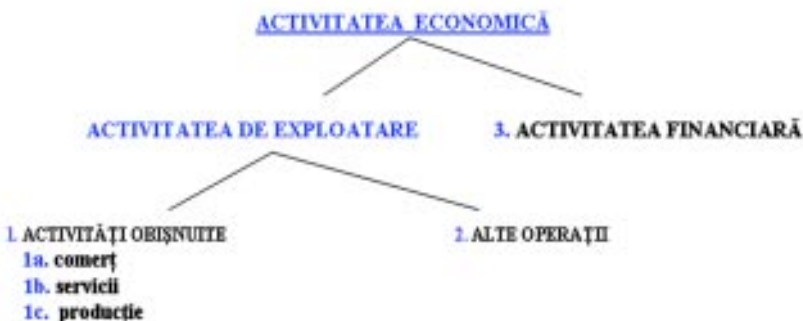 ACTIVITATEA ECONOMICĂ
ACTIVITATEA DE EXPLOATARE
3. ACTIVITATEA FINANCIARĂ
1. ACTIVITĂŢI OBIŞNUITE
2. ALTE OPERAŢII
1a. comerţ
1b. servicii
1c. producţie